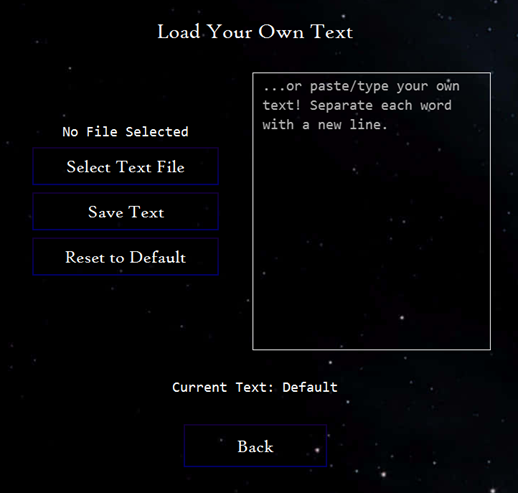 Load Your Own Text
No File Selected
Select Text File
Save Text
Reset to Default
...or paste/type your own
text! Separate each word
with a new line.
Current Text: Default
Back